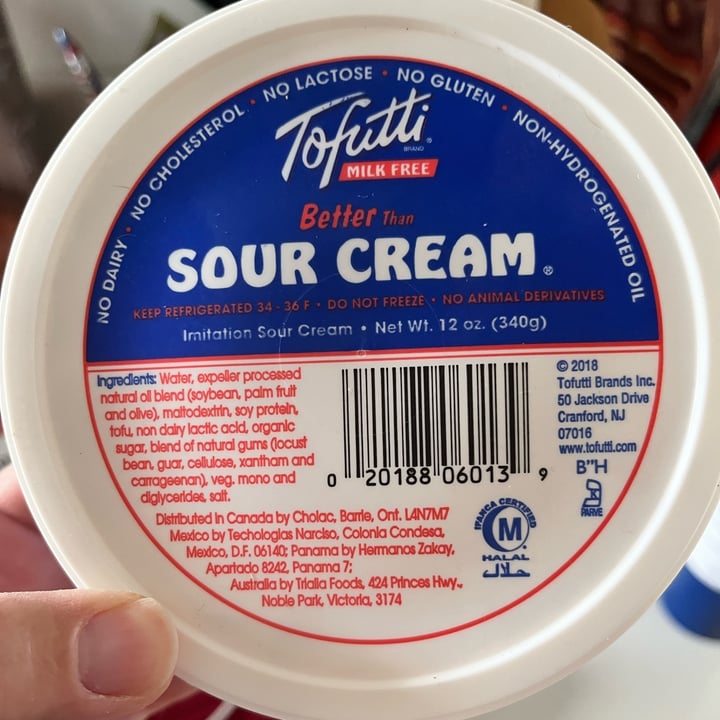 NO DAIRY • NO CHOLESTEROL • NO LACTOSE • NO GLUTEN • NON-HYDROGENATED OIL
Tofutti®
BRAND
MILK FREE
Better Than
SOUR CREAM®
KEEP REFRIGERATED 34 - 36 F • DO NOT FREEZE • NO ANIMAL DERIVATIVES
Imitation Sour Cream • Net Wt. 12 oz. (340g)
Ingredients: Water, expeller processed
natural oil blend (soybean, palm fruit
and olive), maltodextrin, soy protein,
tofu, non dairy lactic acid, organic
sugar, blend of natural gums (locust
bean, guar, cellulose, xantham and
carrageenan), veg. mono and
diglycerides, salt.
0 20188 06013 9
© 2018
Tofutti Brands Inc.
50 Jackson Drive
Cranford, NJ
07016
www.tofutti.com
B"H
PARVE
IFANCA CERTIFIED
M
HALAL
حلال
Distributed in Canada by Cholac, Barrie, Ont. L4N7M7
Mexico by Techologias Narciso, Colonia Condesa,
Mexico, D.F. 06140; Panama by Hermanos Zakay,
Apartado 8242, Panama 7;
Australia by Trialia Foods, 424 Princes Hwy.,
Noble Park, Victoria, 3174